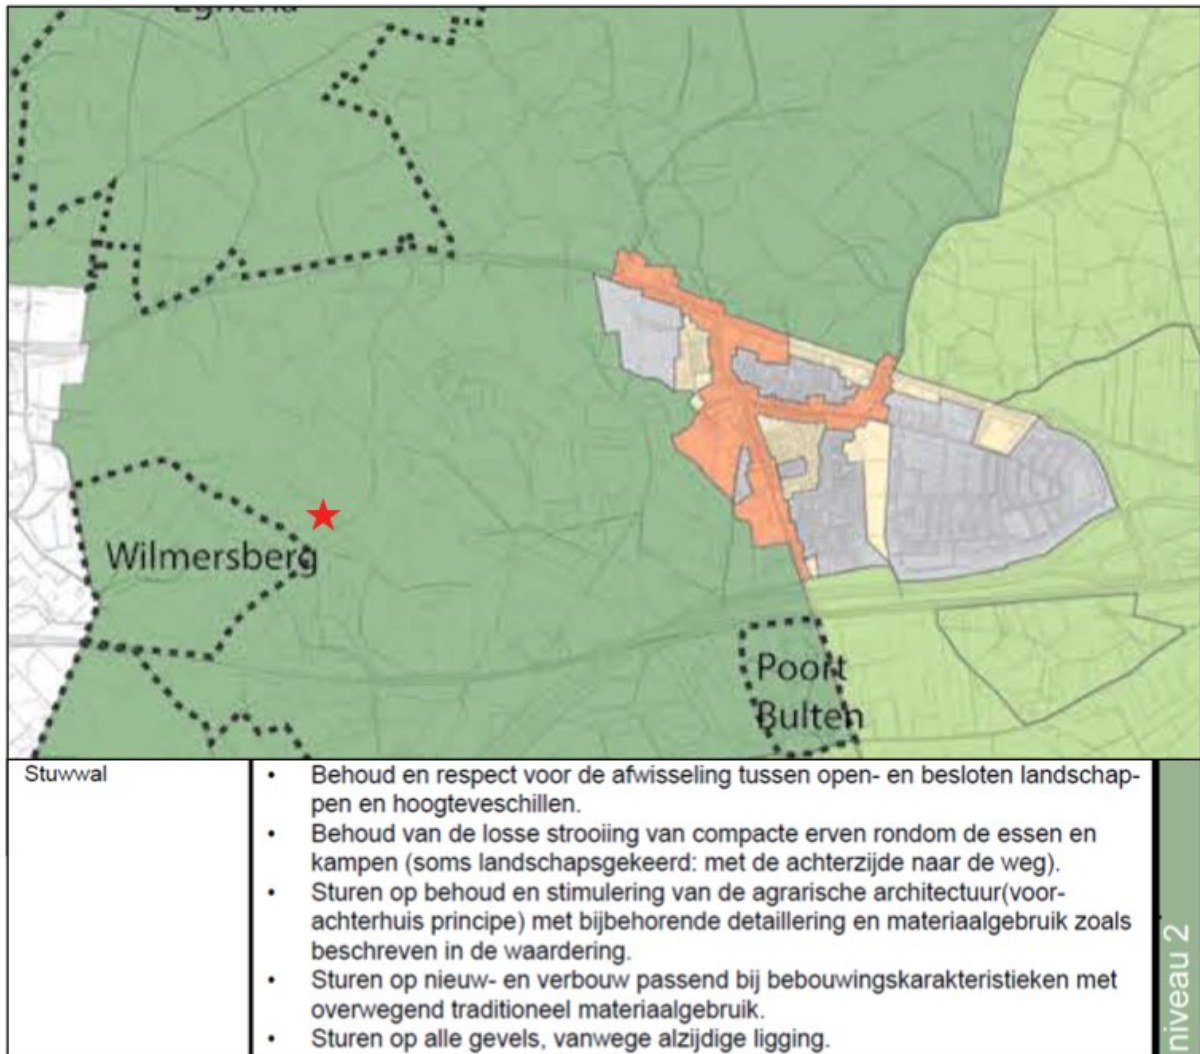 Wilmersberg
Poort
Bulten
Stuwwal
• Behoud en respect voor de afwisseling tussen open- en besloten landschap-
pen en hoogteveschillen.
• Behoud van de losse strooiing van compacte erven rondom de essen en
kampen (soms landschapsgekeerd: met de achterzijde naar de weg).
• Sturen op behoud en stimulering van de agrarische architectuur(voor-
achterhuis principe) met bijbehorende detaillering en materiaalgebruik zoals
beschreven in de waardering.
• Sturen op nieuw- en verbouw passend bij bebouwingskarakteristieken met
overwegend traditioneel materiaalgebruik.
• Sturen op alle gevels, vanwege alzijdige ligging.
niveau 2